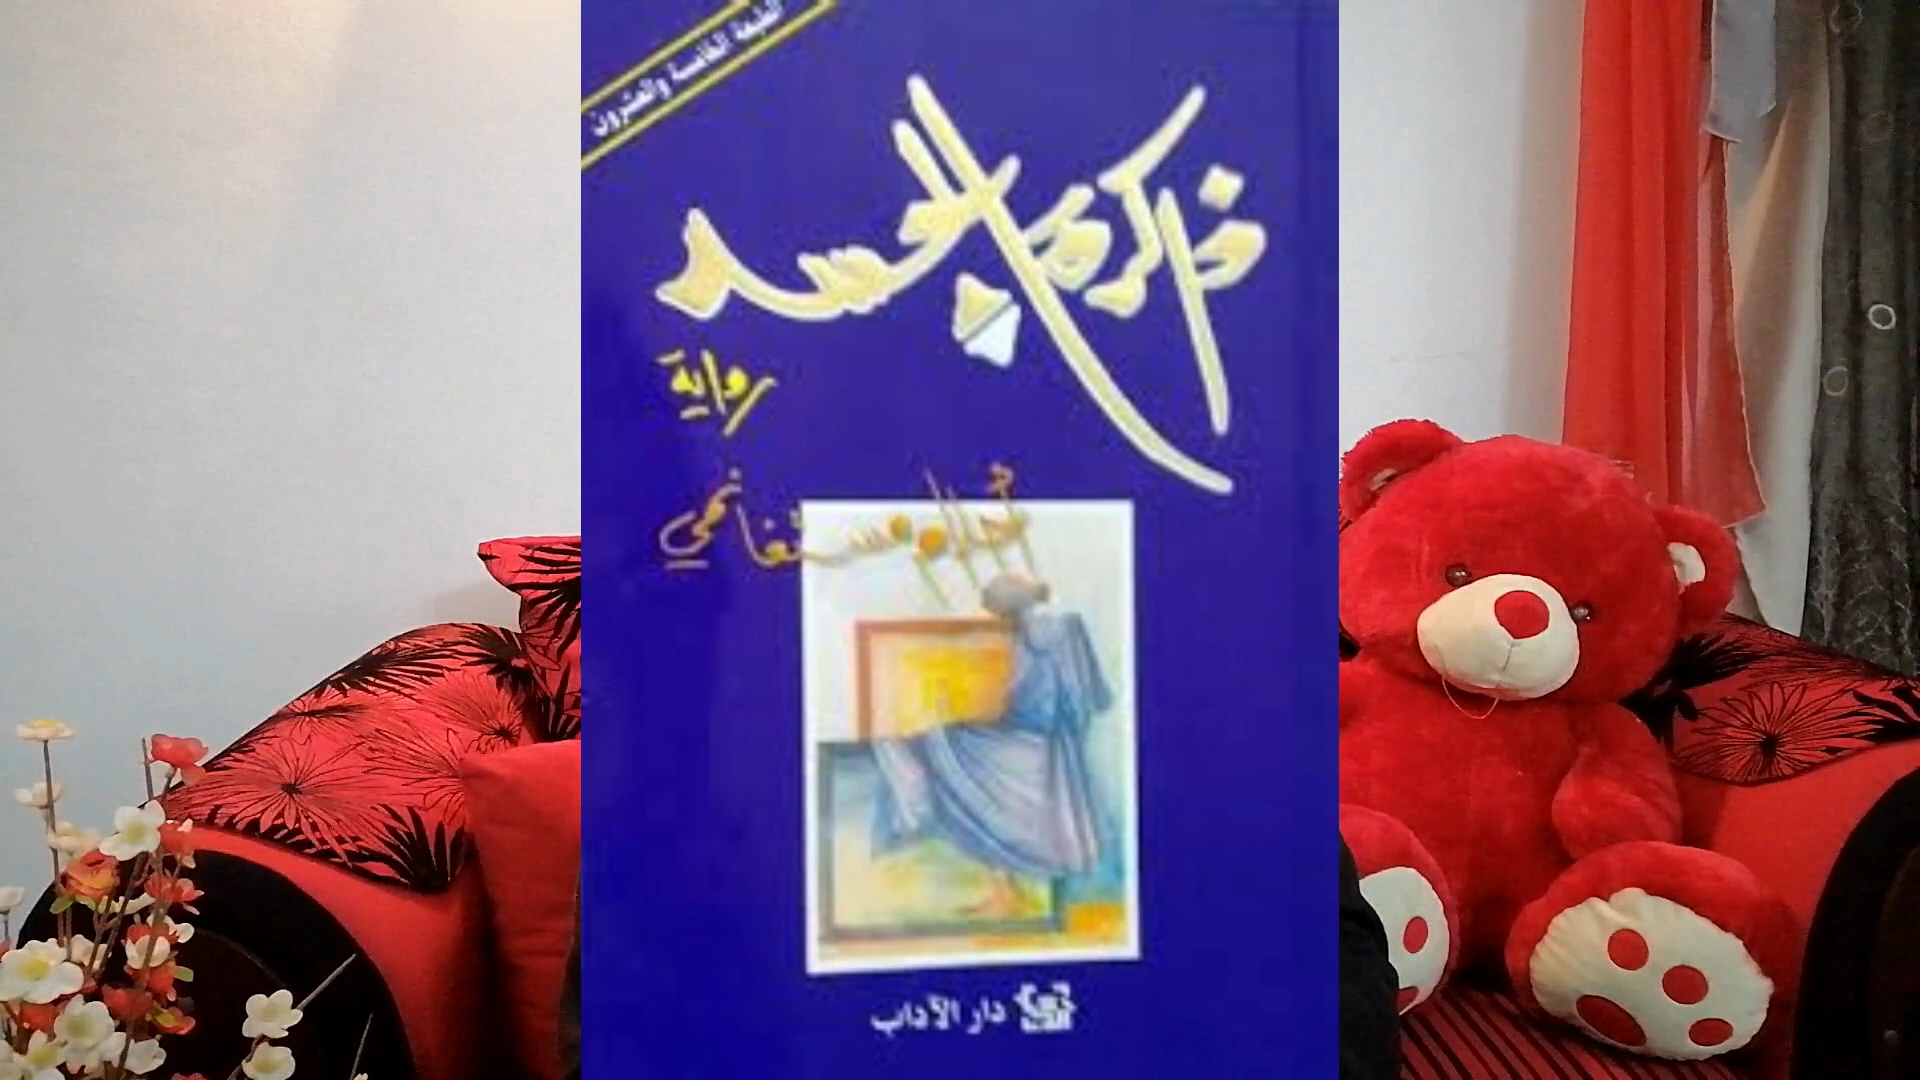 الطبعة الخامسة والعشرون
ذاكرة الجسد
رواية
أحلام مستغانمي
دار الآداب